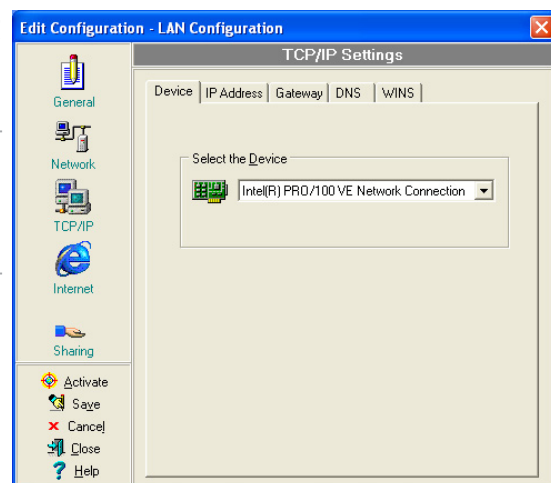 Edit Configuration - LAN Configuration
TCP/IP Settings
General
Network
TCP/IP
Internet
Sharing
Activate
Save
Cancel
Close
Help
Device
IP Address
Gateway
DNS
WINS
Select the Device
Intel(R) PRO/100 VE Network Connection